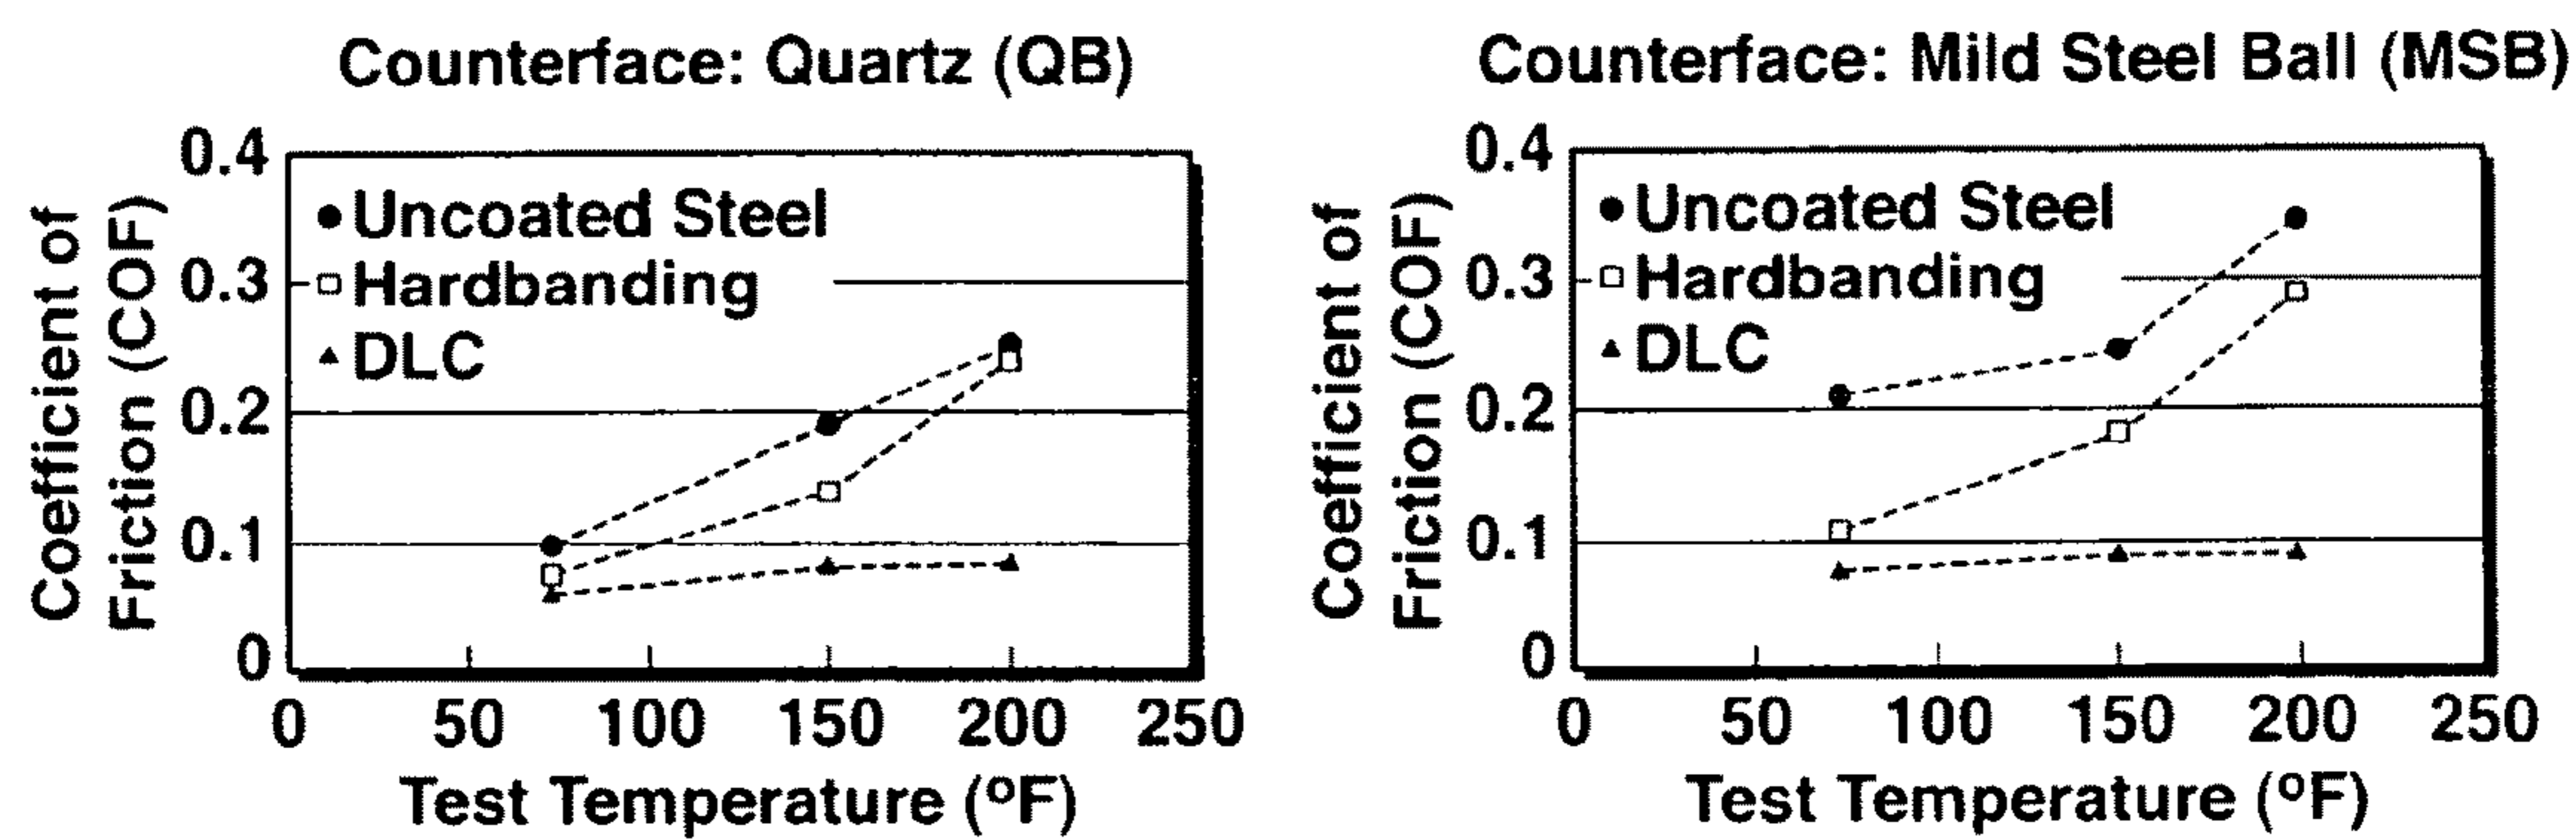 Counterface: Quartz (QB)
Coefficient of
Friction (COF)
0.4
0.3
0.2
0.1
0
Uncoated Steel
Hardbanding
DLC
0 50 100 150 200 250
Test Temperature (ºF)
Counterface: Mild Steel Ball (MSB)
Coefficient of
Friction (COF)
0.4
0.3
0.2
0.1
0
Uncoated Steel
Hardbanding
DLC
0 50 100 150 200 250
Test Temperature (ºF)